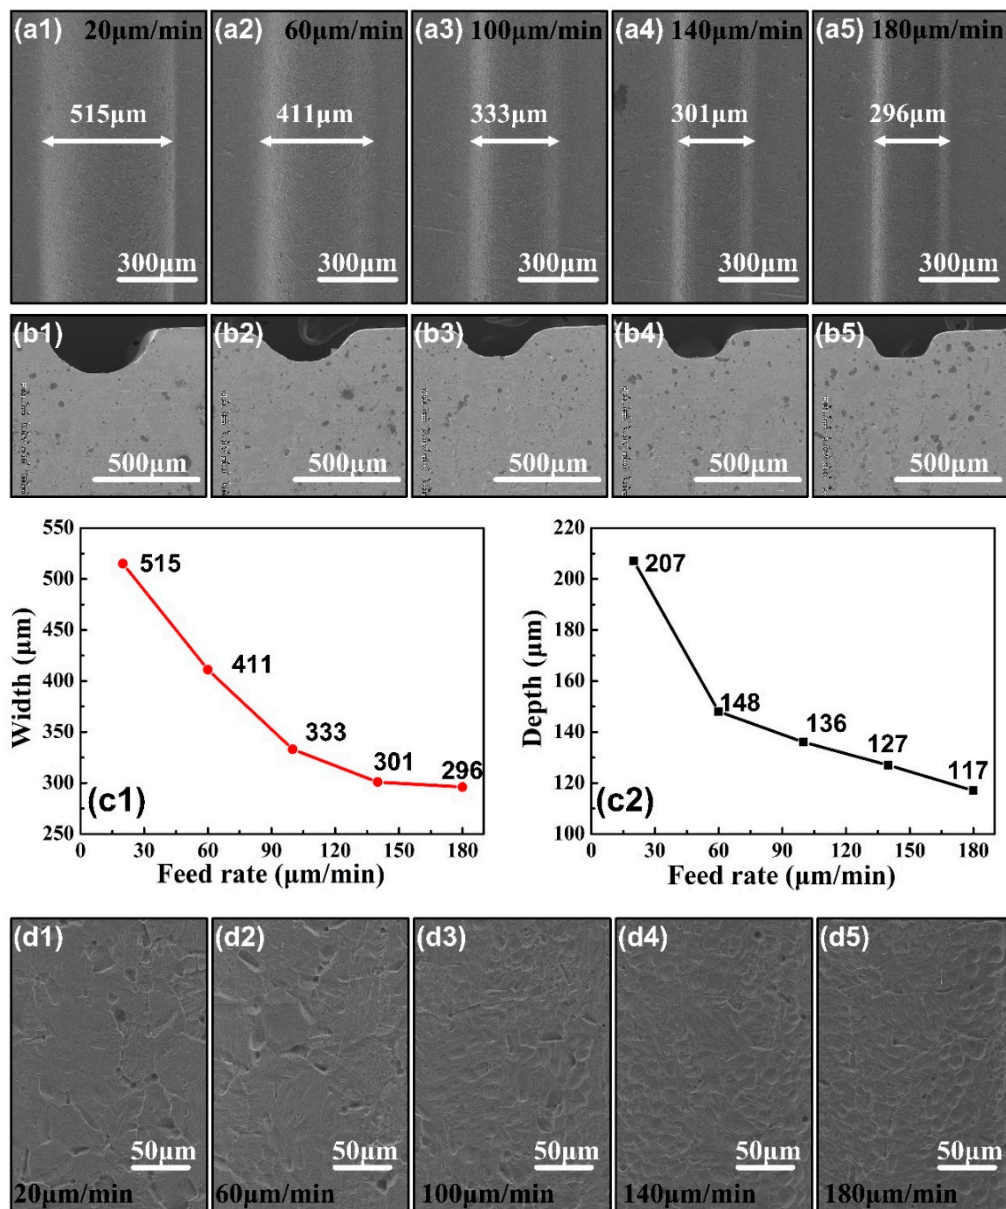 (a1) 20μm/min (a2) 60μm/min (a3) 100μm/min (a4) 140μm/min (a5) 180μm/min
515μm 411μm 333μm 301μm 296μm
300μm 300μm 300μm 300μm 300μm
(b1) (b2) (b3) (b4) (b5)
500μm 500μm 500μm 500μm 500μm
550
500
450
400
350
300
250
Width (μm)
515
411
333
301
296
(c1)
0 30 60 90 120 150 180
Feed rate (μm/min)
220
200
180
160
140
120
100
Depth (μm)
207
148
136
127
117
(c2)
0 30 60 90 120 150 180
Feed rate (μm/min)
(d1) (d2) (d3) (d4) (d5)
50μm 50μm 50μm 50μm 50μm
20μm/min 60μm/min 100μm/min 140μm/min 180μm/min